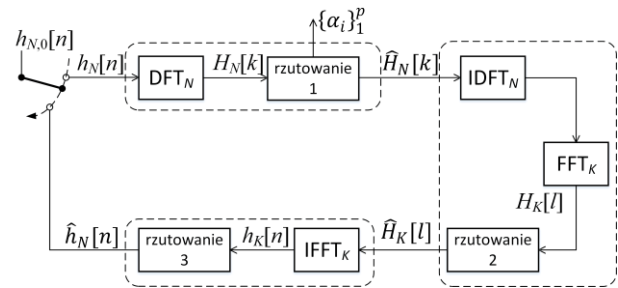 h_{N,0}[n]
{α_i}_1^p
h_N[n]
DFT_N
H_N[k]
rzutowanie
1
Ĥ_N[k]
IDFT_N
FFT_K
H_K[l]
ĥ_N[n]
rzutowanie
3
h_K[n]
IFFT_K
Ĥ_K[l]
rzutowanie
2